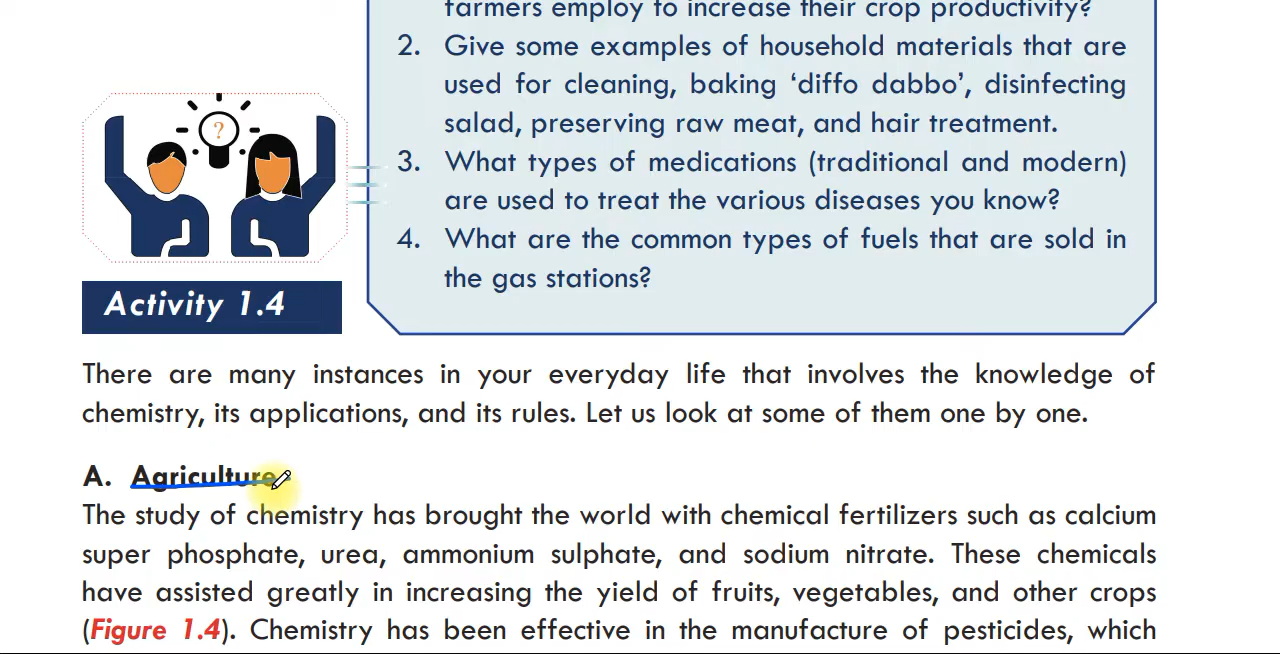 farmers employ to increase their crop productivity?
2. Give some examples of household materials that are
used for cleaning, baking ‘diffo dabbo’, disinfecting
salad, preserving raw meat, and hair treatment.
3. What types of medications (traditional and modern)
are used to treat the various diseases you know?
4. What are the common types of fuels that are sold in
the gas stations?
?
Activity 1.4
There are many instances in your everyday life that involves the knowledge of
chemistry, its applications, and its rules. Let us look at some of them one by one.
A. Agriculture
The study of chemistry has brought the world with chemical fertilizers such as calcium
super phosphate, urea, ammonium sulphate, and sodium nitrate. These chemicals
have assisted greatly in increasing the yield of fruits, vegetables, and other crops
(Figure 1.4). Chemistry has been effective in the manufacture of pesticides, which